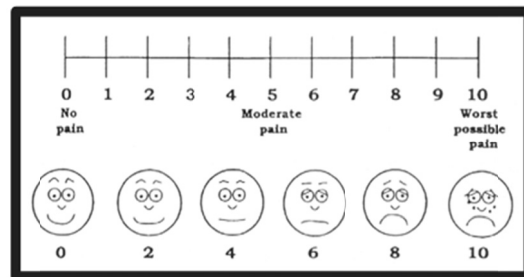 0 1 2 3 4 5 6 7 8 9 10
No Moderate Worst
pain pain possible
pain
0 2 4 6 8 10